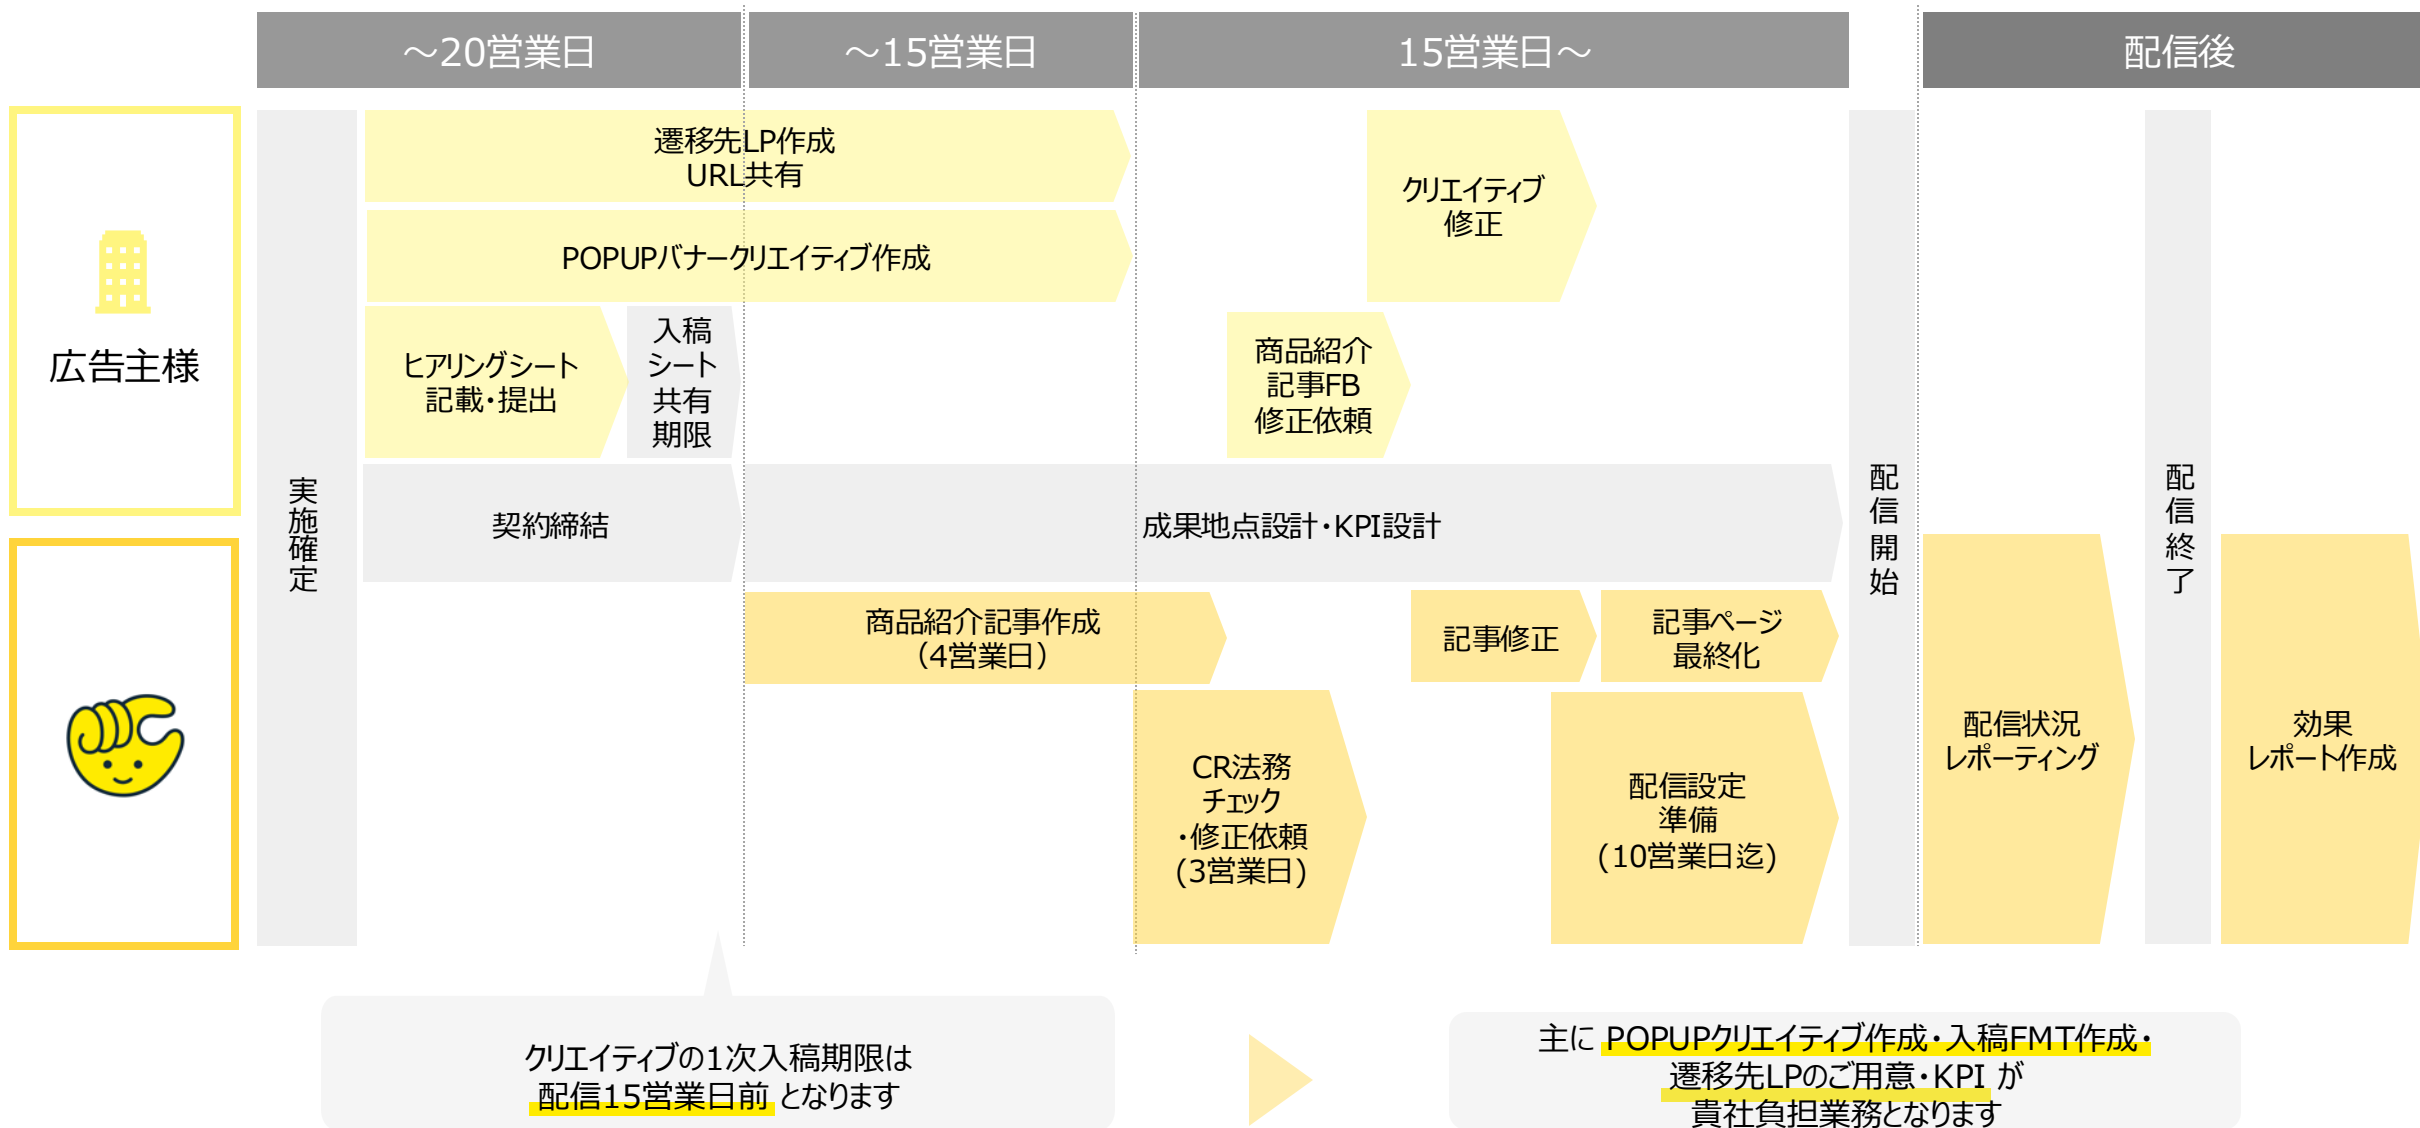 ～20営業日
～15営業日
15営業日～
配信後
広告主様
実施確定
遷移先LP作成
URL共有
POPUPバナークリエイティブ作成
ヒアリングシート
記載・提出
入稿
シート
共有
期限
クリエイティブ
修正
商品紹介
記事FB
修正依頼
契約締結
成果地点設計・KPI設計
商品紹介記事作成
（4営業日）
記事修正
記事ページ
最終化
CR法務
チェック
・修正依頼
(3営業日)
配信設定
準備
(10営業日迄)
配信開始
配信状況
レポーティング
配信終了
効果
レポート作成
クリエイティブの1次入稿期限は
配信15営業日前 となります
主に POPUPクリエイティブ作成・入稿FMT作成・
遷移先LPのご用意・KPI が
貴社負担業務となります